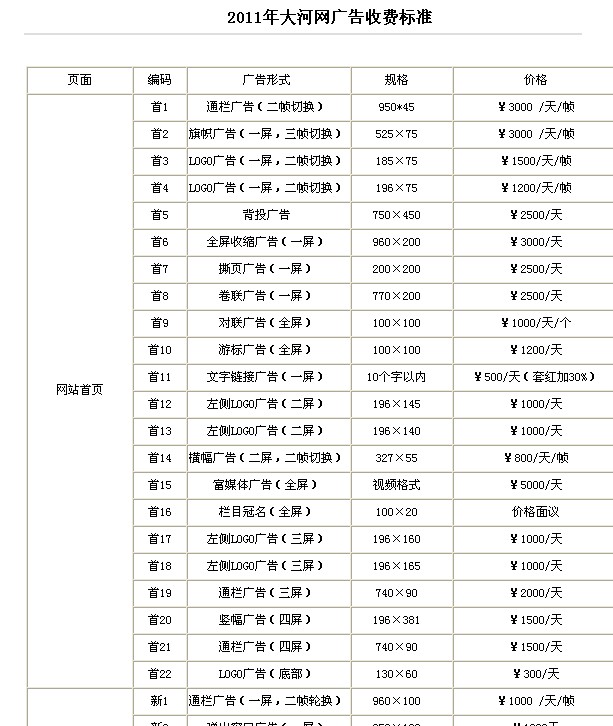 2011年大河网广告收费标准
页面 编码 广告形式 规格 价格
首1 通栏广告(二帧切换) 950*45 ￥3000 /天/帧
首2 旗帜广告(一屏,三帧切换) 525×75 ￥3000 /天/帧
首3 LOGO广告(一屏,二帧切换) 185×75 ￥1500/天/帧
首4 LOGO广告(一屏,二帧切换) 196×75 ￥1200/天/帧
首5 背投广告 750×450 ￥2500/天
首6 全屏收缩广告(一屏) 960×200 ￥3000/天
首7 撕页广告(一屏) 200×200 ￥2500/天
首8 卷联广告(一屏) 770×200 ￥2500/天
首9 对联广告(全屏) 100×100 ￥1000/天/个
首10 游标广告(全屏) 100×100 ￥1200/天
网站首页 首11 文字链接广告(一屏) 10个字以内 ￥500/天(套红加30%)
首12 左侧LOGO广告(二屏) 196×145 ￥1000/天
首13 左侧LOGO广告(二屏) 196×140 ￥1000/天
首14 横幅广告(二屏,二帧切换) 327×55 ￥800/天/帧
首15 富媒体广告(全屏) 视频格式 ￥5000/天
首16 栏目冠名(全屏) 100×20 价格面议
首17 左侧LOGO广告(三屏) 196×160 ￥1000/天
首18 左侧LOGO广告(三屏) 196×165 ￥1000/天
首19 通栏广告(三屏) 740×90 ￥2000/天
首20 竖幅广告(四屏) 196×381 ￥1500/天
首21 通栏广告(四屏) 740×90 ￥1500/天
首22 LOGO广告(底部) 130×60 ￥300/天
新1 通栏广告(一屏,二帧轮换) 960×100 ￥1000 /天/帧